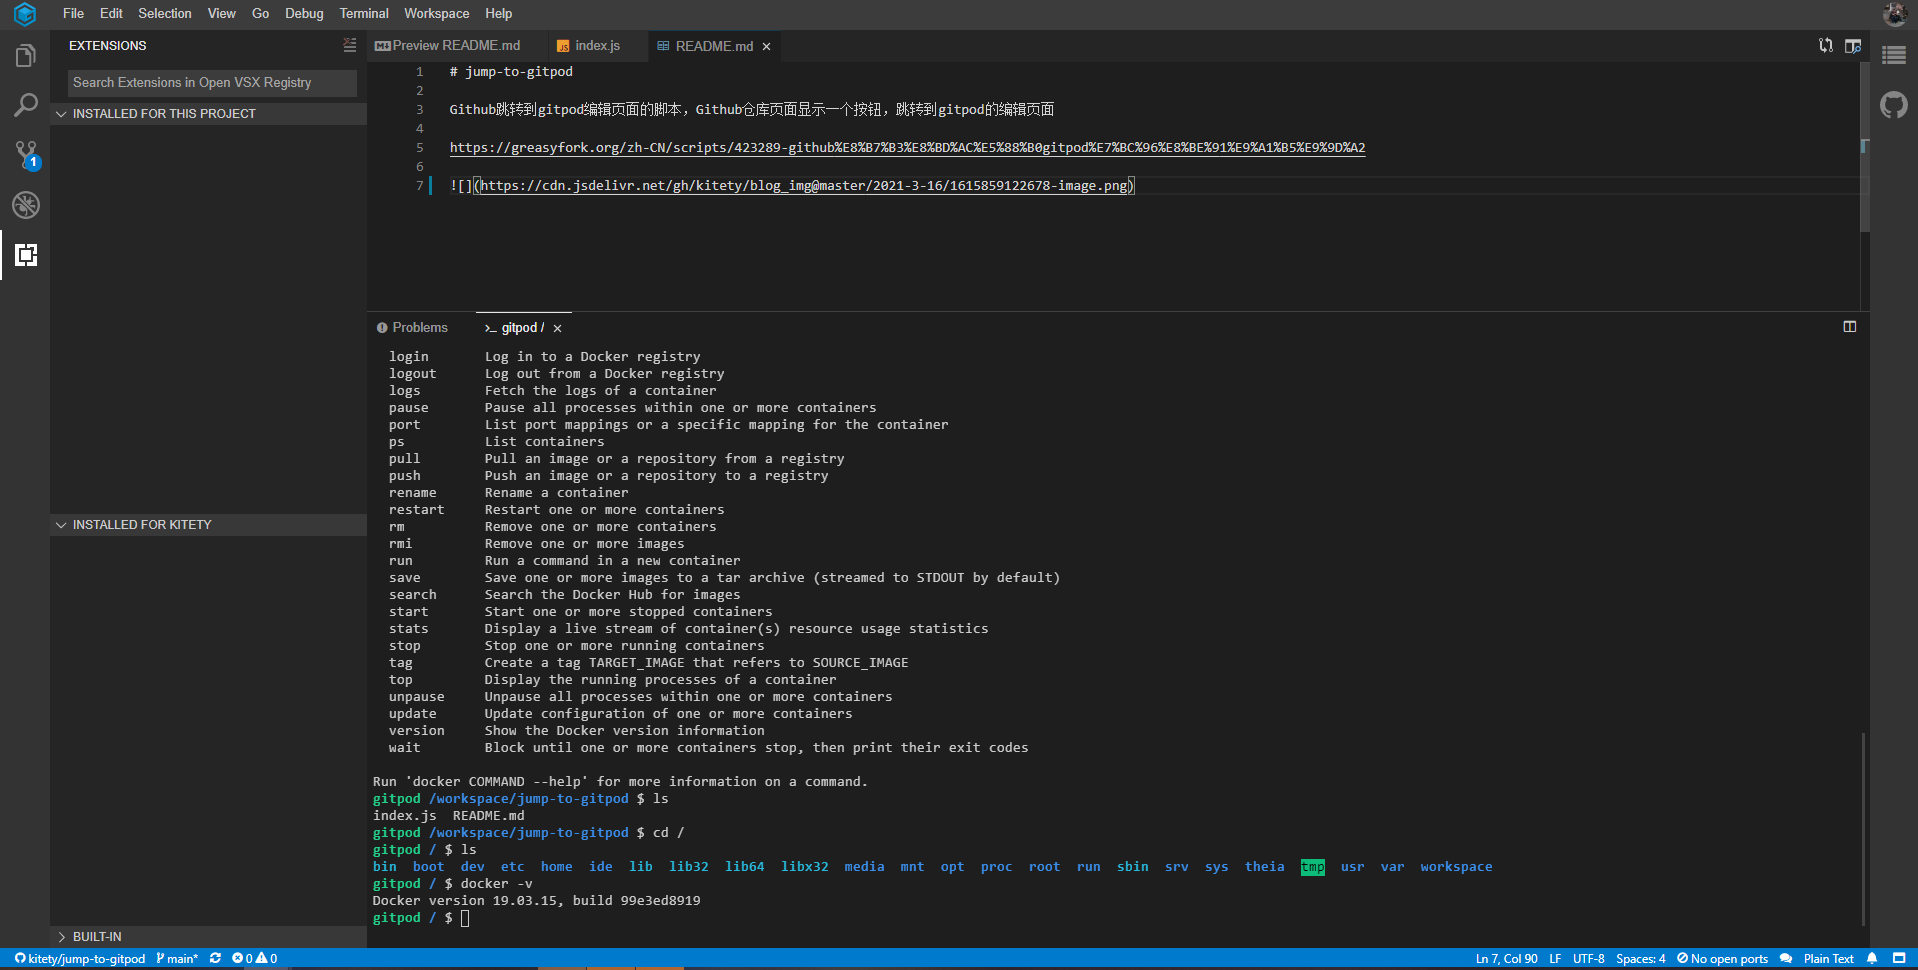 File Edit Selection View Go Debug Terminal Workspace Help
EXTENSIONS
Search Extensions in Open VSX Registry
INSTALLED FOR THIS PROJECT
1
INSTALLED FOR KITETY
BUILT-IN
Preview README.md
JS index.js
README.md
1 # jump-to-gitpod
2
3 Github跳转到gitpod编辑页面的脚本，Github仓库页面显示一个按钮，跳转到gitpod的编辑页面
4
5 https://greasyfork.org/zh-CN/scripts/423289-github%E8%B7%B3%E8%BD%AC%E5%88%B0gitpod%E7%BC%96%E8%BE%91%E9%A1%B5%E9%9D%A2
6
7 ![](https://cdn.jsdelivr.net/gh/kitety/blog_img@master/2021-3-16/1615859122678-image.png)
Problems
>_ gitpod /
login Log in to a Docker registry
logout Log out from a Docker registry
logs Fetch the logs of a container
pause Pause all processes within one or more containers
port List port mappings or a specific mapping for the container
ps List containers
pull Pull an image or a repository from a registry
push Push an image or a repository to a registry
rename Rename a container
restart Restart one or more containers
rm Remove one or more containers
rmi Remove one or more images
run Run a command in a new container
save Save one or more images to a tar archive (streamed to STDOUT by default)
search Search the Docker Hub for images
start Start one or more stopped containers
stats Display a live stream of container(s) resource usage statistics
stop Stop one or more running containers
tag Create a tag TARGET_IMAGE that refers to SOURCE_IMAGE
top Display the running processes of a container
unpause Unpause all processes within one or more containers
update Update configuration of one or more containers
version Show the Docker version information
wait Block until one or more containers stop, then print their exit codes
Run 'docker COMMAND --help' for more information on a command.
gitpod /workspace/jump-to-gitpod $ ls
index.js README.md
gitpod /workspace/jump-to-gitpod $ cd /
gitpod / $ ls
bin boot dev etc home ide lib lib32 lib64 libx32 media mnt opt proc root run sbin srv sys theia tmp usr var workspace
gitpod / $ docker -v
Docker version 19.03.15, build 99e3ed8919
gitpod / $
kitety/jump-to-gitpod main* 0 0 Ln 7, Col 90 LF UTF-8 Spaces: 4 No open ports Plain Text